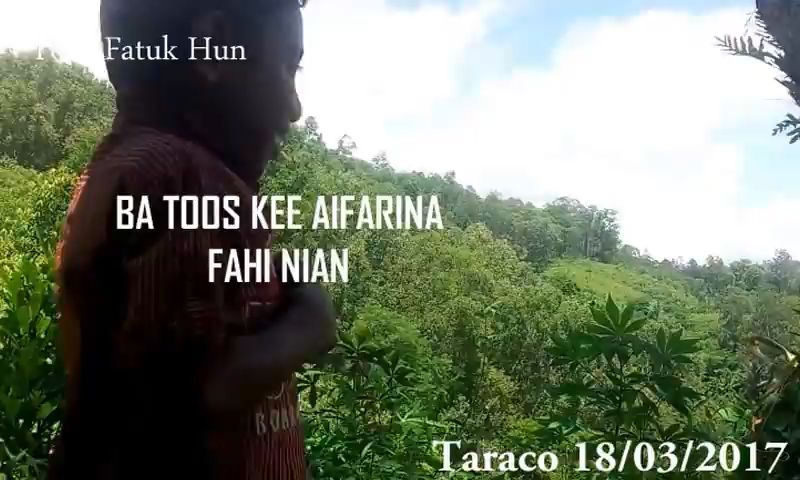 Fatuk Hun
BA TOOS KEE AIFARINA
FAHI NIAN
Taraco 18/03/2017